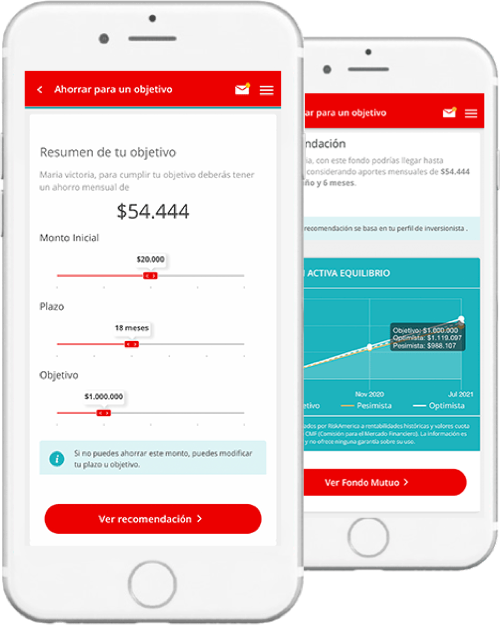 Ahorrar para un objetivo
Resumen de tu objetivo
Maria victoria, para cumplir tu objetivo deberás tener
un ahorro mensual de
$54.444
Monto Inicial
$20.000
Plazo
18 meses
Objetivo
$1.000.000
Si no puedes ahorrar este monto, puedes modificar
tu plazo u objetivo.
Ver recomendación
ar para un objetivo
ndación
ia, con este fondo podrías llegar hasta
considerando aportes mensuales de $54.444
ño y 6 meses.
recomendación se basa en tu perfil de inversionista .
ACTIVA EQUILIBRIO
Objetivo: $1.000.000
Optimista: $1.119.097
Pesimista: $988.107
Nov 2020 Jul 2021
etivo Pesimista Optimista
ados por RiskAmerica a rentabilidades históricas y valores cuota
CMF (Comisión para el Mercado Financiero). La información es
y no ofrece ninguna garantía sobre su uso.
Ver Fondo Mutuo